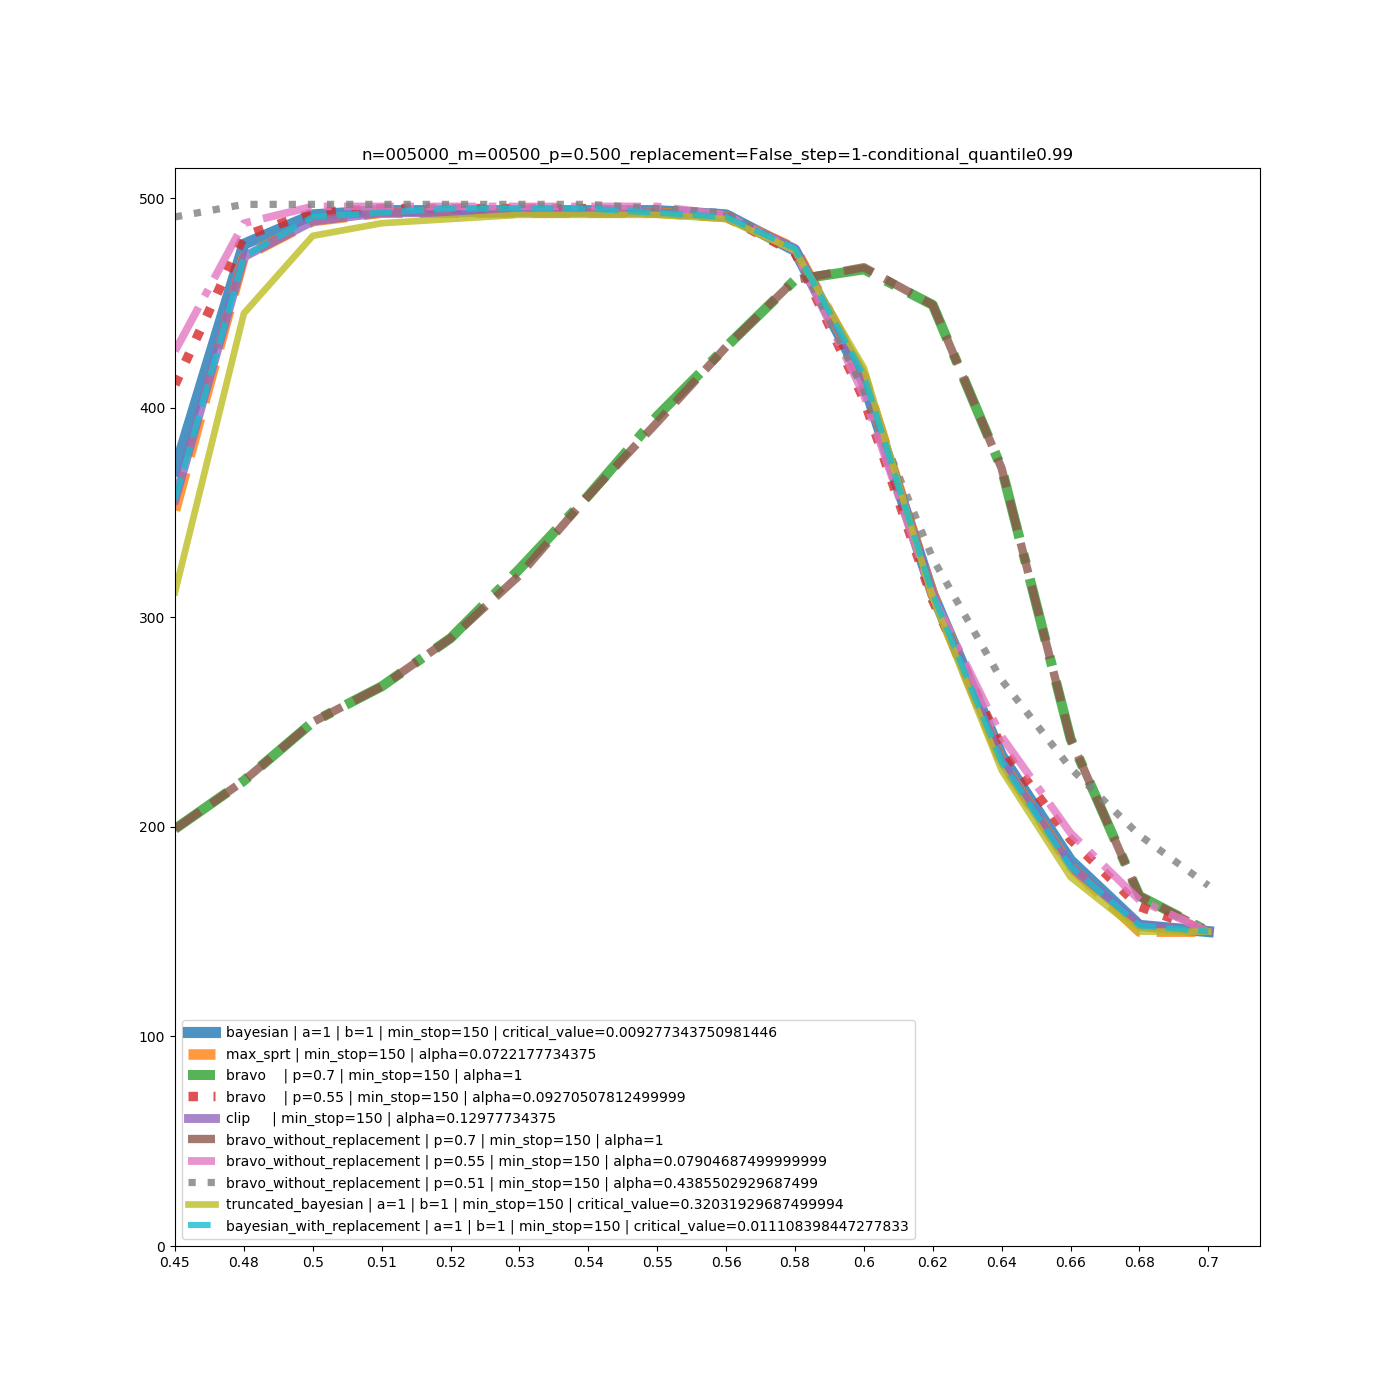 n=005000_m=00500_p=0.500_replacement=False_step=1-conditional_quantile0.99
500
400
300
200
100
0
bayesian | a=1 | b=1 | min_stop=150 | critical_value=0.009277343750981446
max_sprt | min_stop=150 | alpha=0.0722177734375
bravo    | p=0.7 | min_stop=150 | alpha=1
bravo    | p=0.55 | min_stop=150 | alpha=0.09270507812499999
clip     | min_stop=150 | alpha=0.12977734375
bravo_without_replacement | p=0.7 | min_stop=150 | alpha=1
bravo_without_replacement | p=0.55 | min_stop=150 | alpha=0.07904687499999999
bravo_without_replacement | p=0.51 | min_stop=150 | alpha=0.4385502929687499
truncated_bayesian | a=1 | b=1 | min_stop=150 | critical_value=0.32031929687499994
bayesian_with_replacement | a=1 | b=1 | min_stop=150 | critical_value=0.011108398447277833
0.45 0.48 0.5 0.51 0.52 0.53 0.54 0.55 0.56 0.58 0.6 0.62 0.64 0.66 0.68 0.7